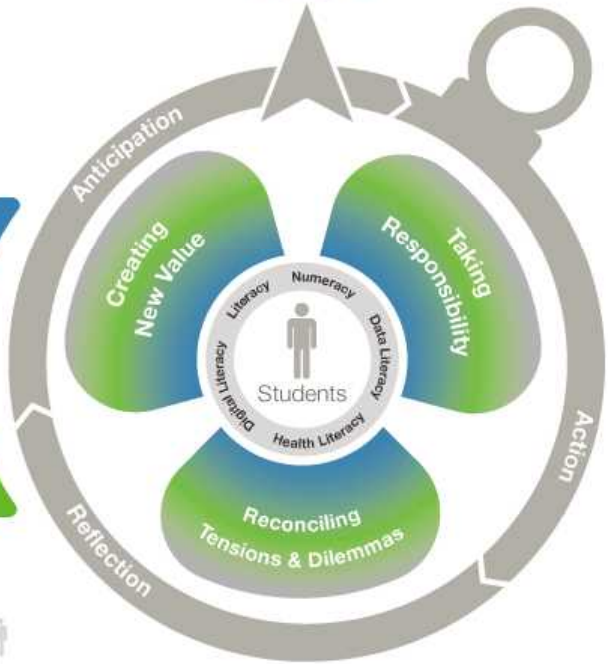 Anticipation
Creating
New Value
Taking
Responsibility
Literacy
Numeracy
Data Literacy
Digital Literacy
Health Literacy
Students
Action
Reconciling
Tensions & Dilemmas
Reflection